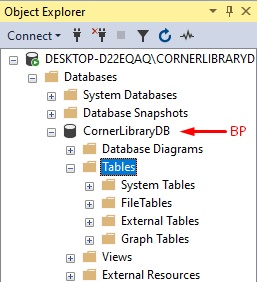 Object Explorer
Connect
DESKTOP-D22EQAQ\CORNERLIBRARYD
Databases
System Databases
Database Snapshots
CornerLibraryDB BP
Database Diagrams
Tables
System Tables
FileTables
External Tables
Graph Tables
Views
External Resources